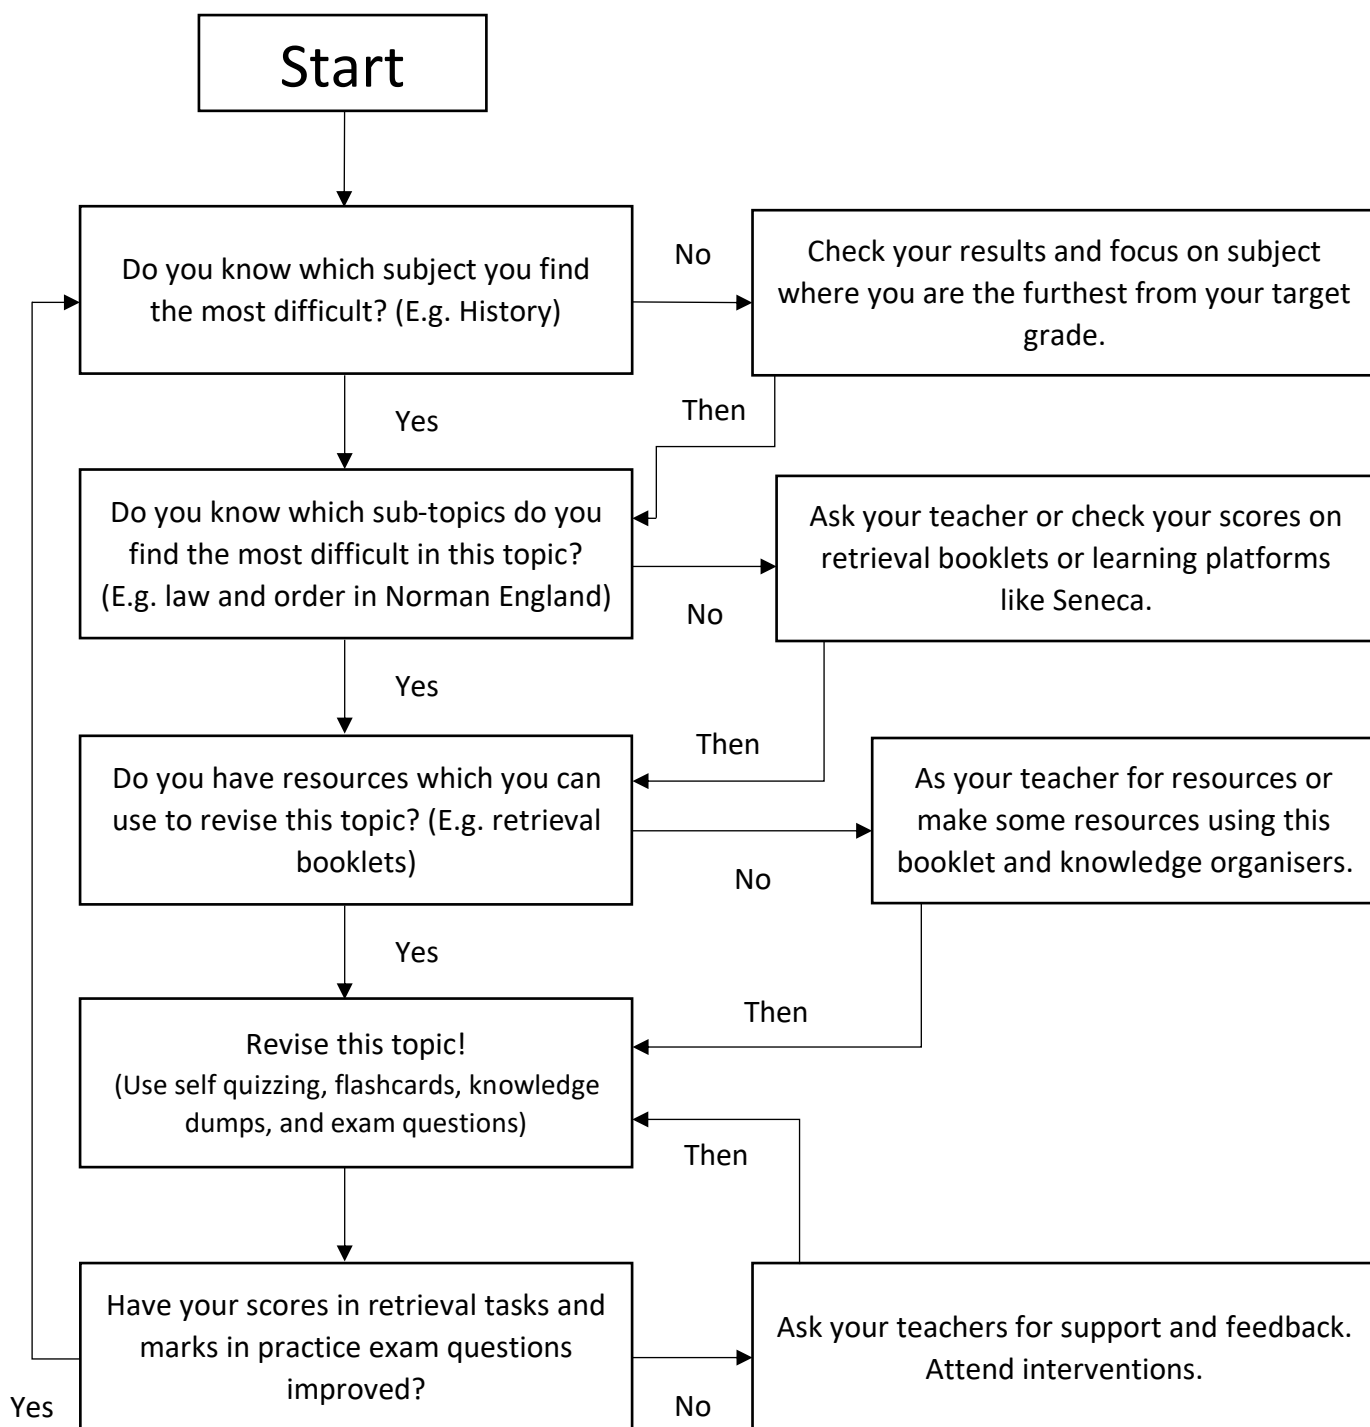 Start
Do you know which subject you find
the most difficult? (E.g. History)
No
Check your results and focus on subject
where you are the furthest from your target
grade.
Yes
Then
Do you know which sub-topics do you
find the most difficult in this topic?
(E.g. law and order in Norman England)
No
Ask your teacher or check your scores on
retrieval booklets or learning platforms
like Seneca.
Yes
Then
Do you have resources which you can
use to revise this topic? (E.g. retrieval
booklets)
No
As your teacher for resources or
make some resources using this
booklet and knowledge organisers.
Yes
Then
Revise this topic!
(Use self quizzing, flashcards, knowledge
dumps, and exam questions)
Then
Have your scores in retrieval tasks and
marks in practice exam questions
improved?
Yes
No
Ask your teachers for support and feedback.
Attend interventions.